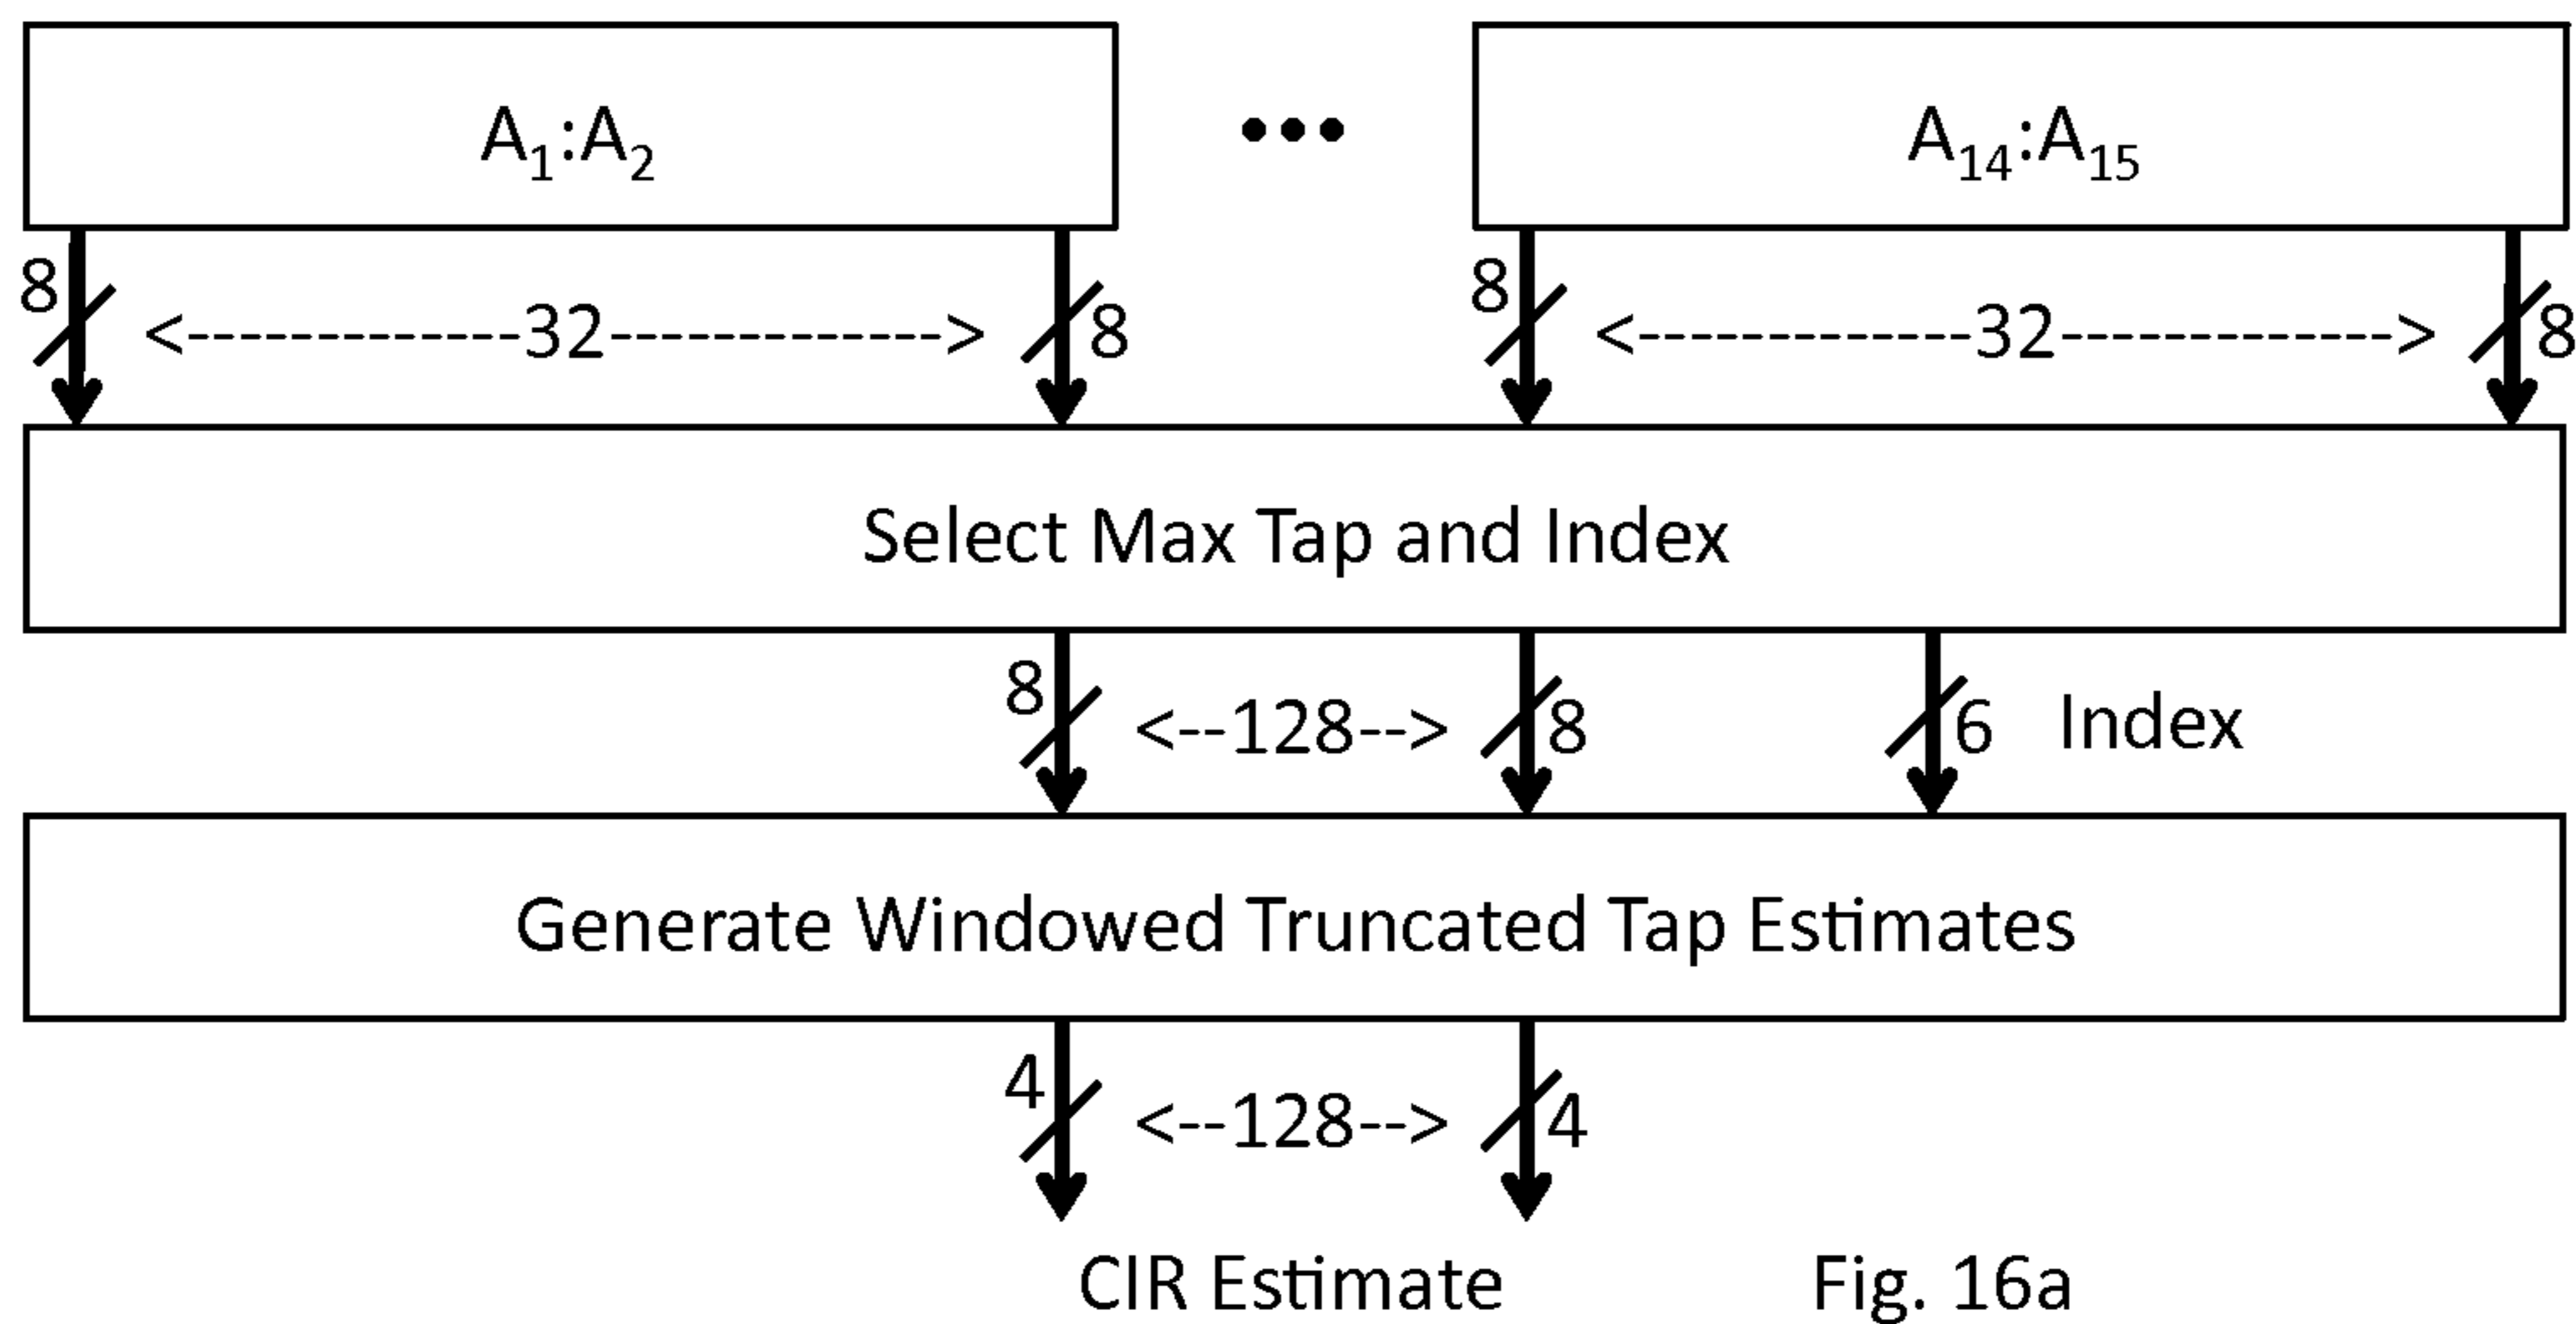 A₁:A₂ ••• A₁₄:A₁₅
8 <-------------32-------------> 8 8 <-------------32-------------> 8
Select Max Tap and Index
8 <--128--> 8 6 Index
Generate Windowed Truncated Tap Estimates
4 <--128--> 4
CIR Estimate Fig. 16a